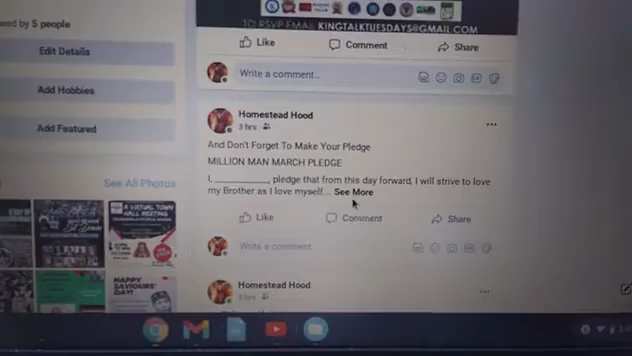 TO RSVP EMAIL KINGTALKTUESDAYS@GMAIL.COM
wed by 5 people
Edit Details
Add Hobbies
Add Featured
See All Photos
A VIRTUAL TOWN
HALL MEETING
HAPPY
SAVIOURS'
DAY!
Like
Comment
Share
Write a comment...
Homestead Hood
3 hrs
And Don't Forget To Make Your Pledge
MILLION MAN MARCH PLEDGE
I, ____________, pledge that from this day forward, I will strive to love
my Brother as I love myself... See More
Like
Comment
Share
Write a comment
Homestead Hood
hrs